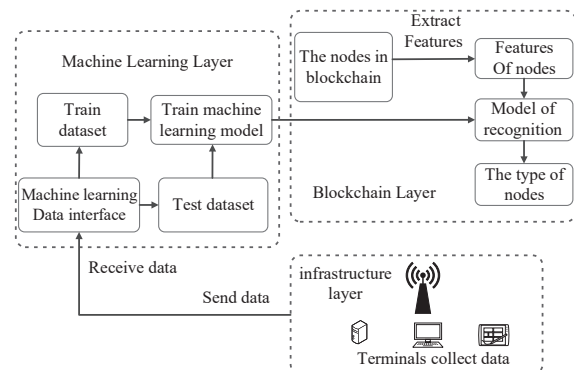 Machine Learning Layer
Train
dataset
Train machine
learning model
Machine learning
Data interface
Test dataset
Receive data
Send data
Extract
Features
The nodes in
blockchain
Features
Of nodes
Model of
recognition
The type of
nodes
Blockchain Layer
infrastructure
layer
Terminals collect data